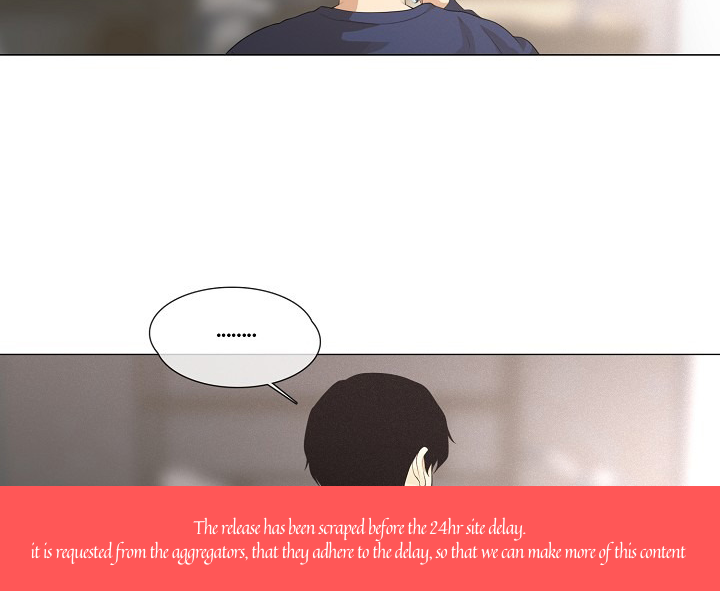 ........
The release has been scraped before the 24hr site delay.
it is requested from the aggregators, that they adhere to the delay, so that we can make more of this content